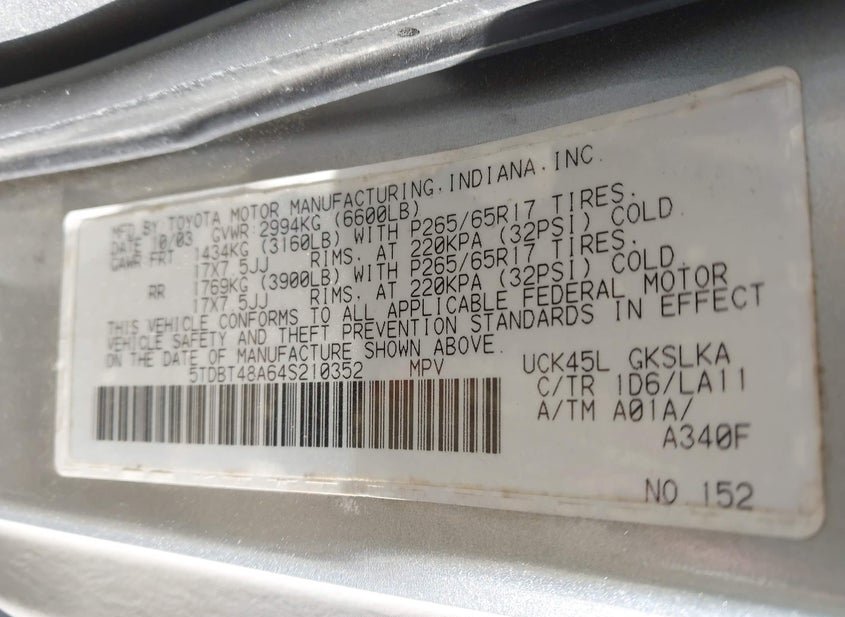 MFD BY TOYOTA MOTOR MANUFACTURING,INDIANA,INC.
DATE 10/03 GVWR 2994KG (6600LB)
GAWR FRT 1434KG (3160LB) WITH P265/65R17 TIRES.
17X7.5JJ RIMS. AT 220KPA (32PSI) COLD
RR 1769KG (3900LB) WITH P265/65R17 TIRES.
17X7.5JJ RIMS. AT 220KPA (32PSI) COLD.
THIS VEHICLE CONFORMS TO ALL APPLICABLE FEDERAL MOTOR
VEHICLE SAFETY AND THEFT PREVENTION STANDARDS IN EFFECT
ON THE DATE OF MANUFACTURE SHOWN ABOVE.
5TDBT48A64S210352 MPV
UCK45L GKSLKA
C/TR 1D6/LA11
A/TM A01A/
A340F
NO 152